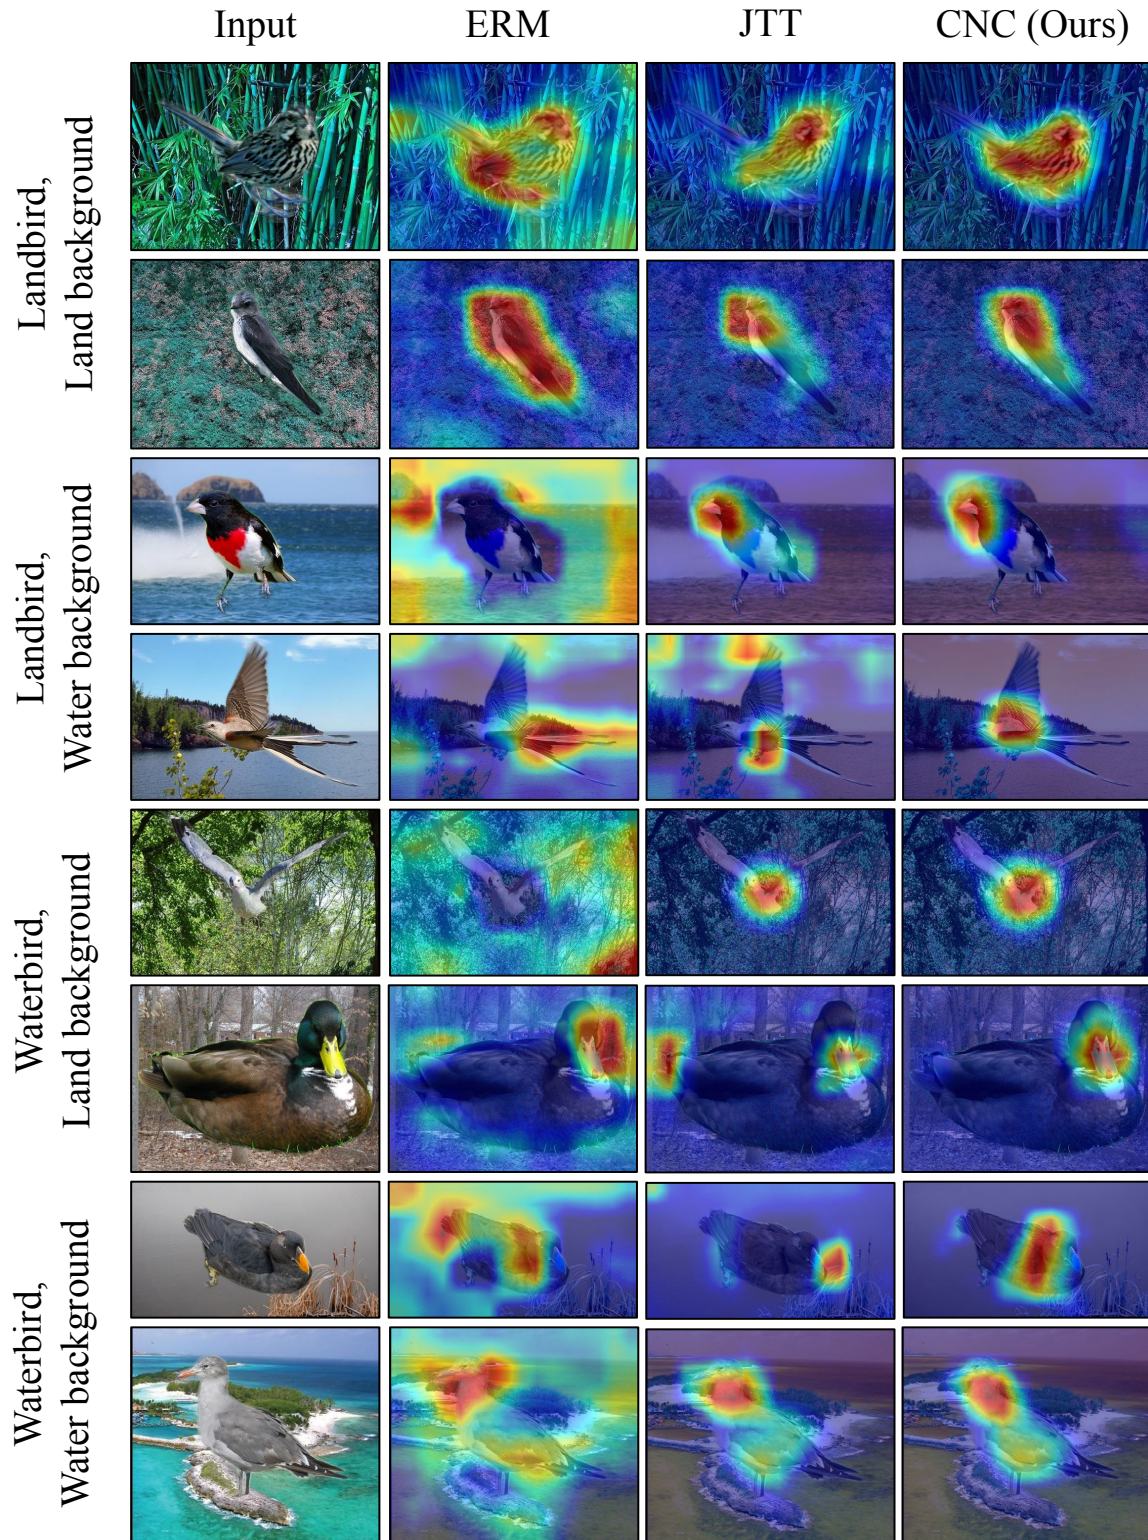 Input
ERM
JTT
CNC (Ours)
Landbird,
Land background
Landbird,
Water background
Waterbird,
Land background
Waterbird,
Water background